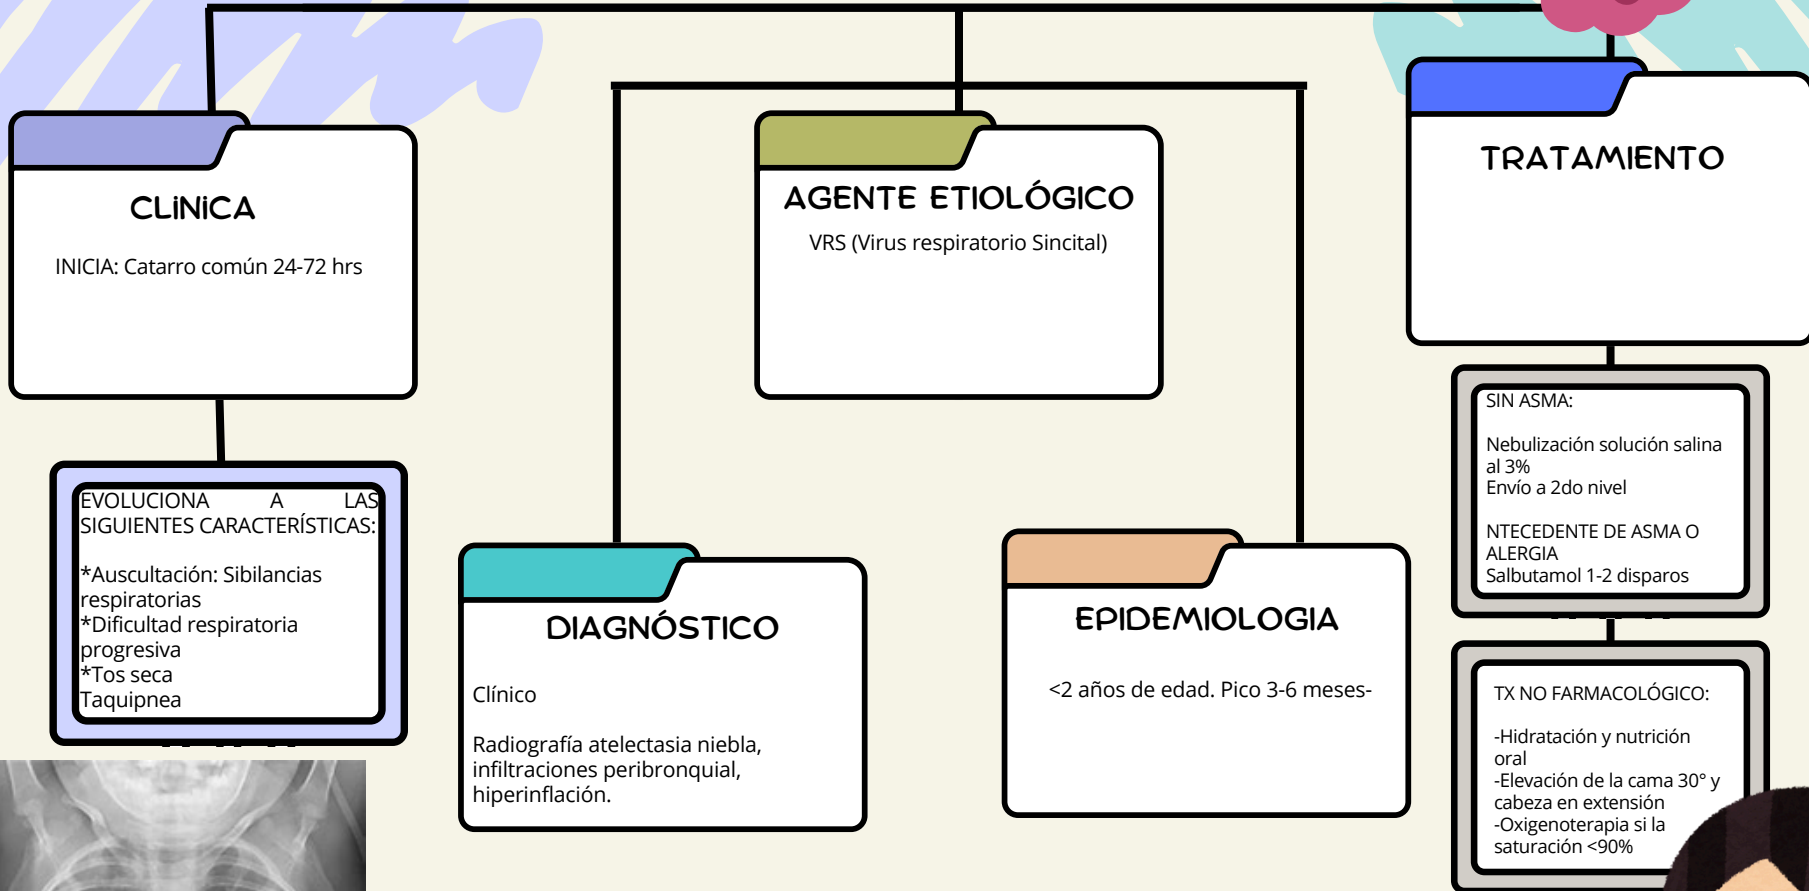 CLíNíCA
INICIA: Catarro común 24-72 hrs
EVOLUCIONA A LAS
SIGUIENTES CARACTERÍSTICAS:
*Auscultación: Sibilancias
respiratorias
*Dificultad respiratoria
progresiva
*Tos seca
Taquipnea
AGENTE ETIOLÓGICO
VRS (Virus respiratorio Sincital)
DIAGNÓSTICO
Clínico
Radiografía atelectasia niebla,
infiltraciones peribronquial,
hiperinflación.
EPIDEMIOLOGIA
<2 años de edad. Pico 3-6 meses-
TRATAMIENTO
SIN ASMA:
Nebulización solución salina
al 3%
Envío a 2do nivel
NTECEDENTE DE ASMA O
ALERGIA
Salbutamol 1-2 disparos
TX NO FARMACOLÓGICO:
-Hidratación y nutrición
oral
-Elevación de la cama 30° y
cabeza en extensión
-Oxigenoterapia si la
saturación <90%